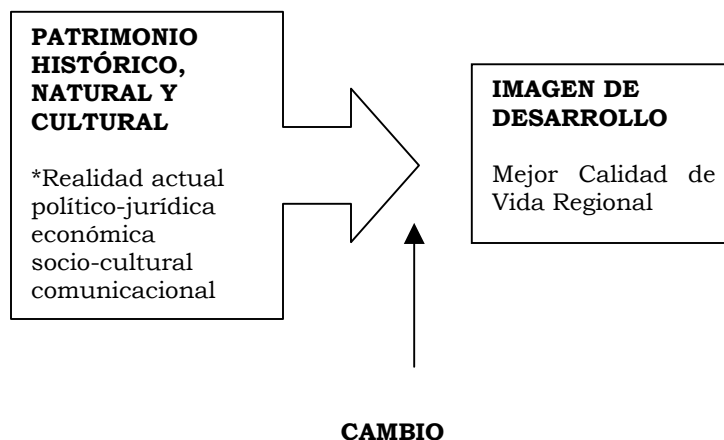 PATRIMONIO
HISTÓRICO,
NATURAL Y
CULTURAL
*Realidad actual
político-jurídica
económica
socio-cultural
comunicacional
IMAGEN DE
DESARROLLO
Mejor Calidad de
Vida Regional
CAMBIO